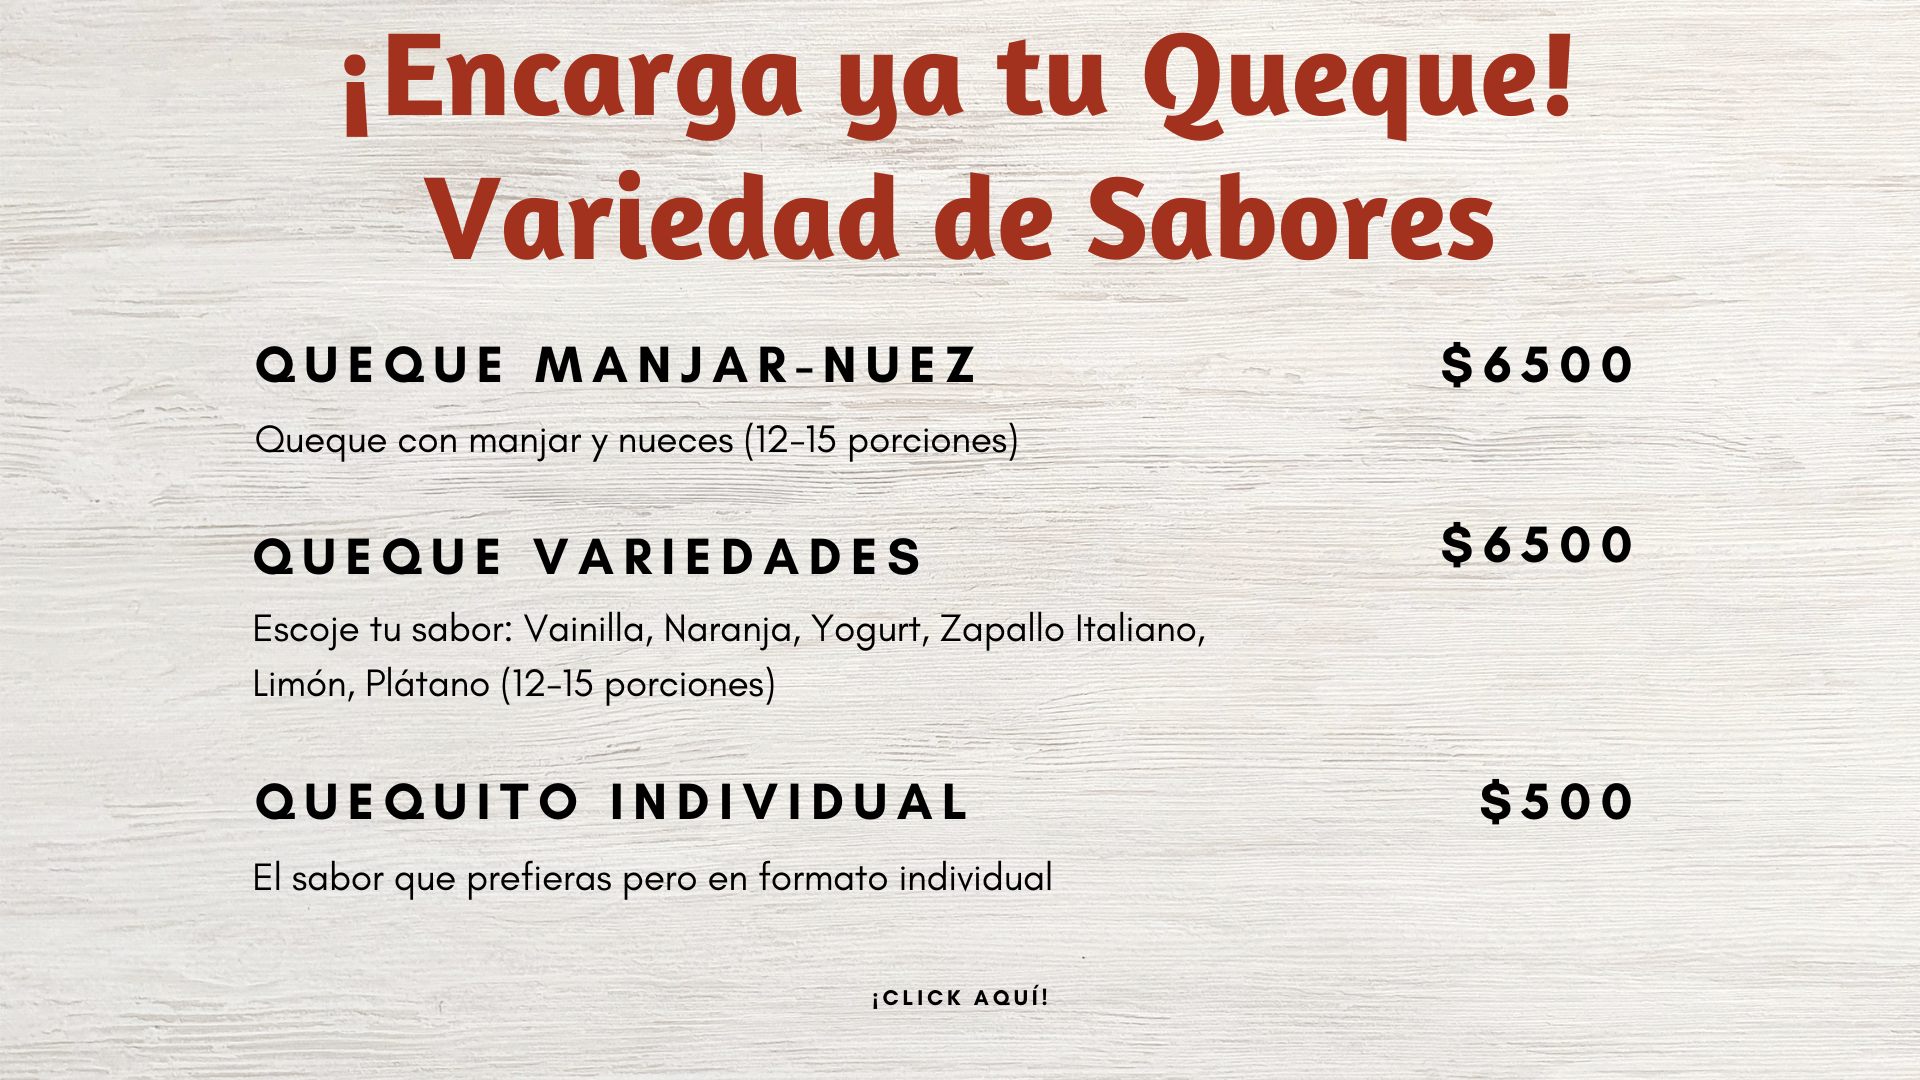 ¡Encarga ya tu Queque!
Variedad de Sabores
QUEQUE MANJAR-NUEZ $6500
Queque con manjar y nueces (12-15 porciones)
QUEQUE VARIEDADES $6500
Escoje tu sabor: Vainilla, Naranja, Yogurt, Zapallo Italiano,
Limón, Plátano (12-15 porciones)
QUEQUITO INDIVIDUAL $500
El sabor que prefieras pero en formato individual
¡CLICK AQUÍ!